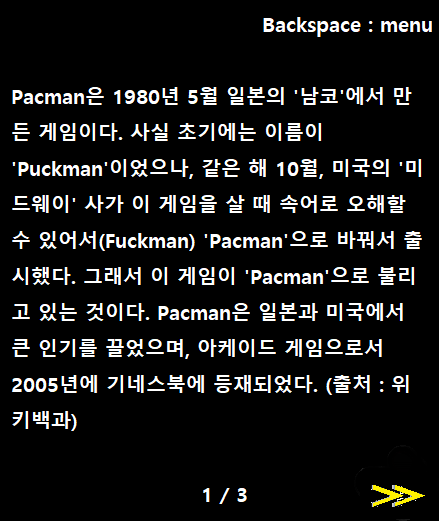 Backspace : menu
Pacman은 1980년 5월 일본의 '남코'에서 만
든 게임이다. 사실 초기에는 이름이
'Puckman'이었으나, 같은 해 10월, 미국의 '미
드웨이' 사가 이 게임을 살 때 속어로 오해할
수 있어서(Fuckman) 'Pacman'으로 바꿔서 출
시했다. 그래서 이 게임이 'Pacman'으로 불리
고 있는 것이다. Pacman은 일본과 미국에서
큰 인기를 끌었으며, 아케이드 게임으로서
2005년에 기네스북에 등재되었다. (출처 : 위
키백과)
1 / 3